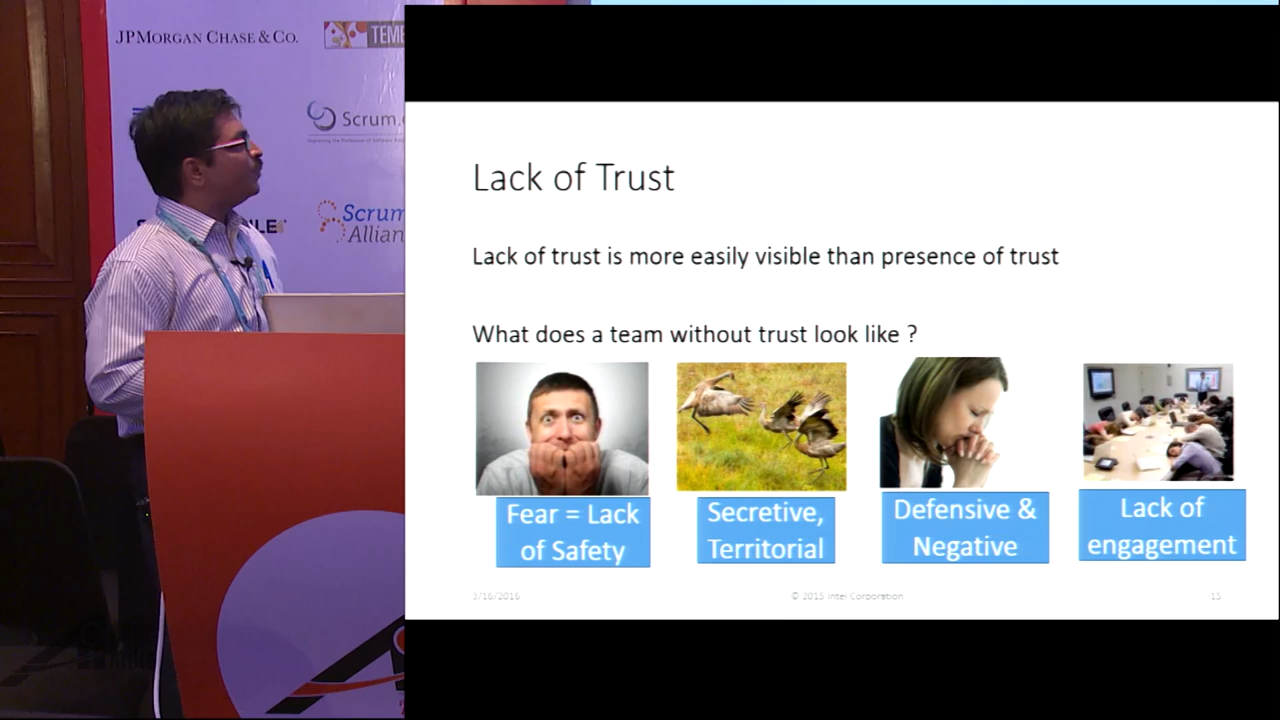 JPMORGAN CHASE & CO.
TEME
Scrum.
Scrum
Allian
Lack of Trust
Lack of trust is more easily visible than presence of trust
What does a team without trust look like ?
Fear = Lack
of Safety
Secretive,
Territorial
Defensive &
Negative
Lack of
engagement
3/16/2016
© 2015 Intel Corporation
15